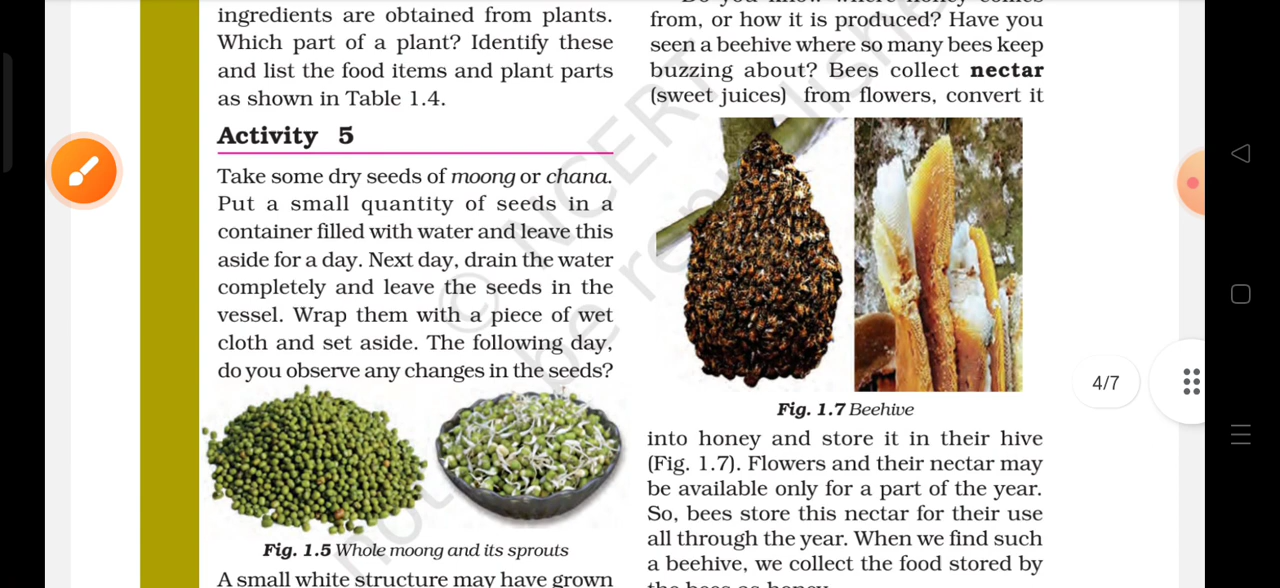 ingredients are obtained from plants.
Which part of a plant? Identify these
and list the food items and plant parts
as shown in Table 1.4.
Activity 5
Take some dry seeds of moong or chana.
Put a small quantity of seeds in a
container filled with water and leave this
aside for a day. Next day, drain the water
completely and leave the seeds in the
vessel. Wrap them with a piece of wet
cloth and set aside. The following day,
do you observe any changes in the seeds?
Fig. 1.5 Whole moong and its sprouts
A small white structure may have grown
from, or how it is produced? Have you
seen a beehive where so many bees keep
buzzing about? Bees collect nectar
(sweet juices) from flowers, convert it
Fig. 1.7 Beehive
into honey and store it in their hive
(Fig. 1.7). Flowers and their nectar may
be available only for a part of the year.
So, bees store this nectar for their use
all through the year. When we find such
a beehive, we collect the food stored by
the bees as honey.
© NCERT
not be republished
4/7